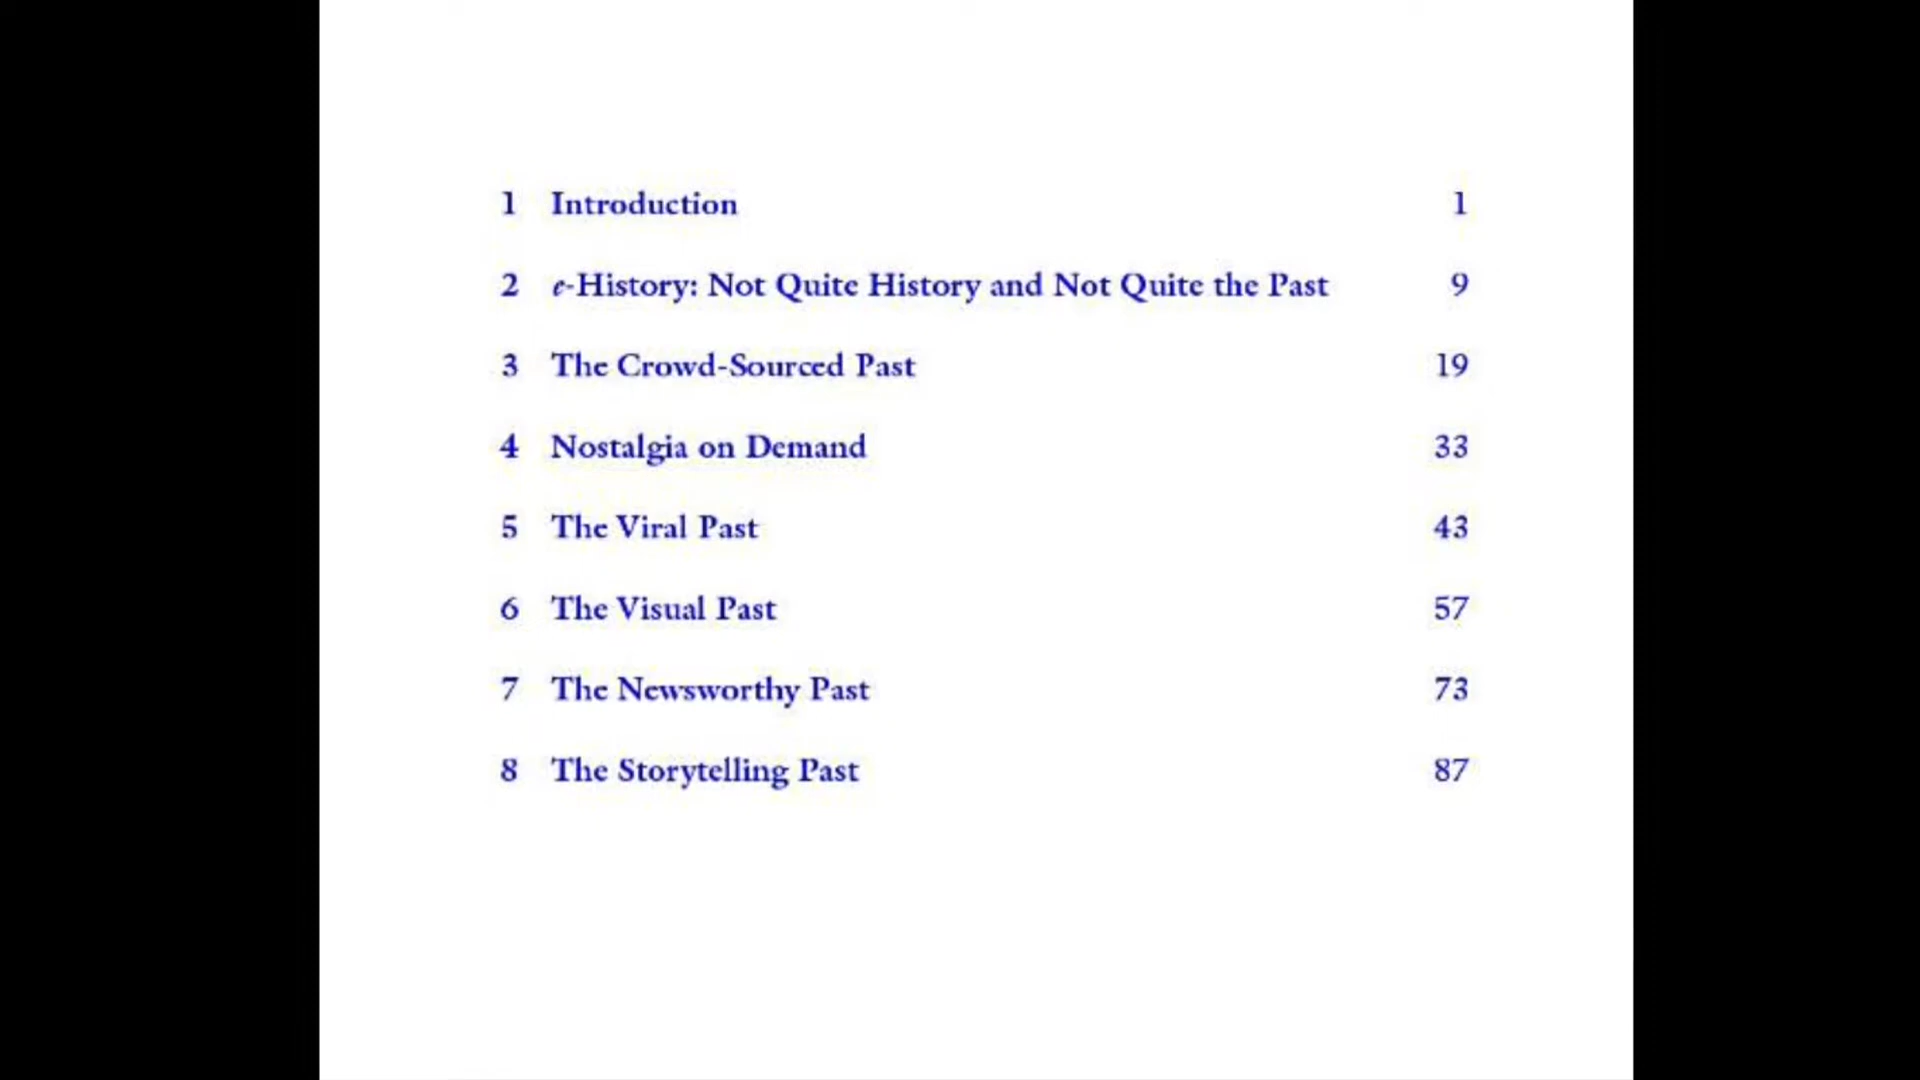 1 Introduction 1
2 e-History: Not Quite History and Not Quite the Past 9
3 The Crowd-Sourced Past 19
4 Nostalgia on Demand 33
5 The Viral Past 43
6 The Visual Past 57
7 The Newsworthy Past 73
8 The Storytelling Past 87